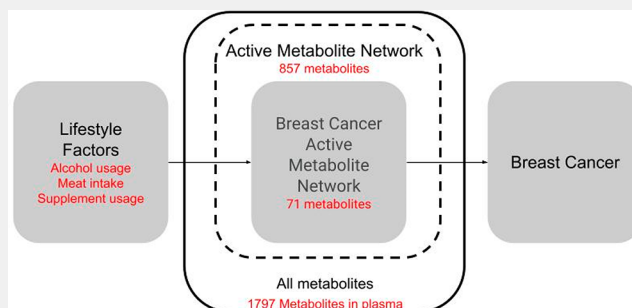 Active Metabolite Network
857 metabolites
Lifestyle
Factors
Alcohol usage
Meat intake
Supplement usage
Breast Cancer
Active
Metabolite
Network
71 metabolites
Breast Cancer
All metabolites
1797 Metabolites in plasma